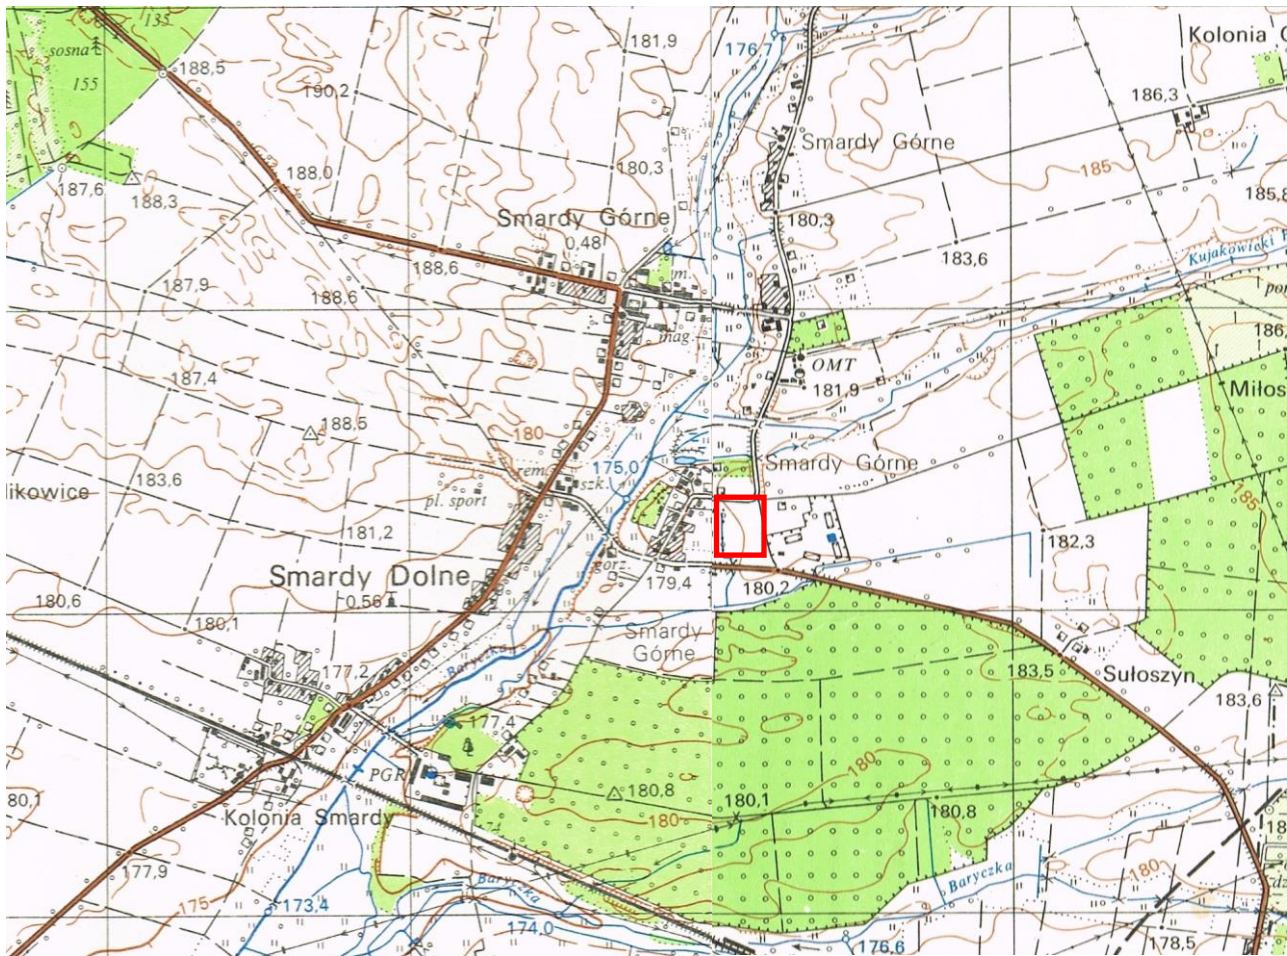 135
sosna
155
188,5
190,2
181,9
176,7
Kolonia
186,3
Smardy Górne
187,6
188,3
188,0
180,3
185
185,8
180,3
Smardy Górne
0,48
188,6
183,6
Kujakowicki
187,9
188,6
m.
mag.
OMT
181,9
186,
Miłos
187,4
188,5
180
175,0
Smardy Górne
rem.
szk.
183,6
likowice
pl. sport
185
181,2
gorz.
179,4
180,2
182,3
Smardy Dolne
0,56
180,6
180,1
Smardy
Górne
Baryczka
177,2
183,5
Sułoszyn
183,6
177,4
PGR
180
180,8
180,1
180,8
80,1
Kolonia Smardy
180
177,9
175
173,4
Baryczka
174,0
Baryczka
180
176,6
178,5